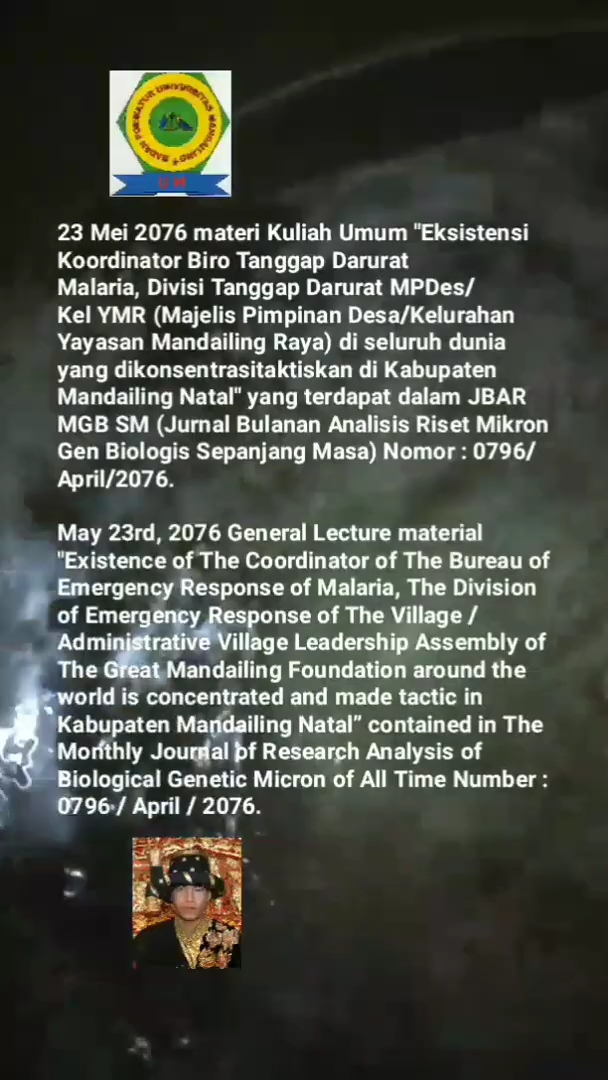 BADAN FORMATUR UNIVERSITAS MANDAILING
U M
23 Mei 2076 materi Kuliah Umum "Eksistensi
Koordinator Biro Tanggap Darurat
Malaria, Divisi Tanggap Darurat MPDes/
Kel YMR (Majelis Pimpinan Desa/Kelurahan
Yayasan Mandailing Raya) di seluruh dunia
yang dikonsentrasitaktiskan di Kabupaten
Mandailing Natal" yang terdapat dalam JBAR
MGB SM (Jurnal Bulanan Analisis Riset Mikron
Gen Biologis Sepanjang Masa) Nomor : 0796/
April/2076.
May 23rd, 2076 General Lecture material
"Existence of The Coordinator of The Bureau of
Emergency Response of Malaria, The Division
of Emergency Response of The Village /
Administrative Village Leadership Assembly of
The Great Mandailing Foundation around the
world is concentrated and made tactic in
Kabupaten Mandailing Natal” contained in The
Monthly Journal of Research Analysis of
Biological Genetic Micron of All Time Number :
0796 / April / 2076.